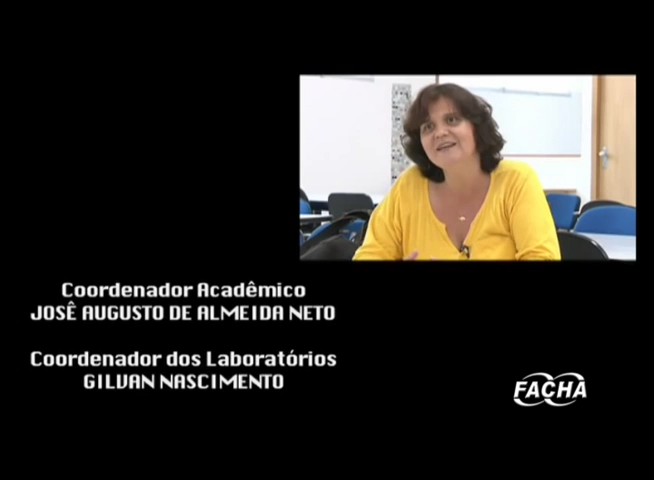 Coordenador Acadêmico
JOSÊ AUGUSTO DE ALMEIDA NETO
Coordenador dos Laboratórios
GILVAN NASCIMENTO
FACHA